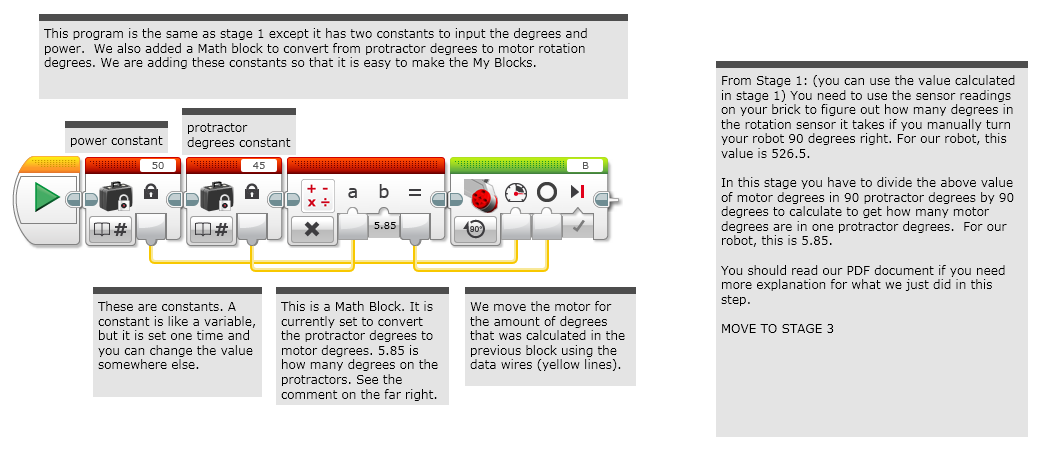 This program is the same as stage 1 except it has two constants to input the degrees and
power.  We also added a Math block to convert from protractor degrees to motor rotation
degrees. We are adding these constants so that it is easy to make the My Blocks.
power constant
protractor
degrees constant
50
45
B
+ -
x ÷
a
b
=
#
#
5.85
90°
These are constants. A
constant is like a variable,
but it is set one time and
you can change the value
somewhere else.
This is a Math Block. It is
currently set to convert
the protractor degrees to
motor degrees. 5.85 is
how many degrees on the
protractors. See the
comment on the far right.
We move the motor for
the amount of degrees
that was calculated in the
previous block using the
data wires (yellow lines).
From Stage 1: (you can use the value calculated
in stage 1) You need to use the sensor readings
on your brick to figure out how many degrees in
the rotation sensor it takes if you manually turn
your robot 90 degrees right. For our robot, this
value is 526.5.
In this stage you have to divide the above value
of motor degrees in 90 protractor degrees by 90
degrees to calculate to get how many motor
degrees are in one protractor degrees.  For our
robot, this is 5.85.
You should read our PDF document if you need
more explanation for what we just did in this
step.
MOVE TO STAGE 3